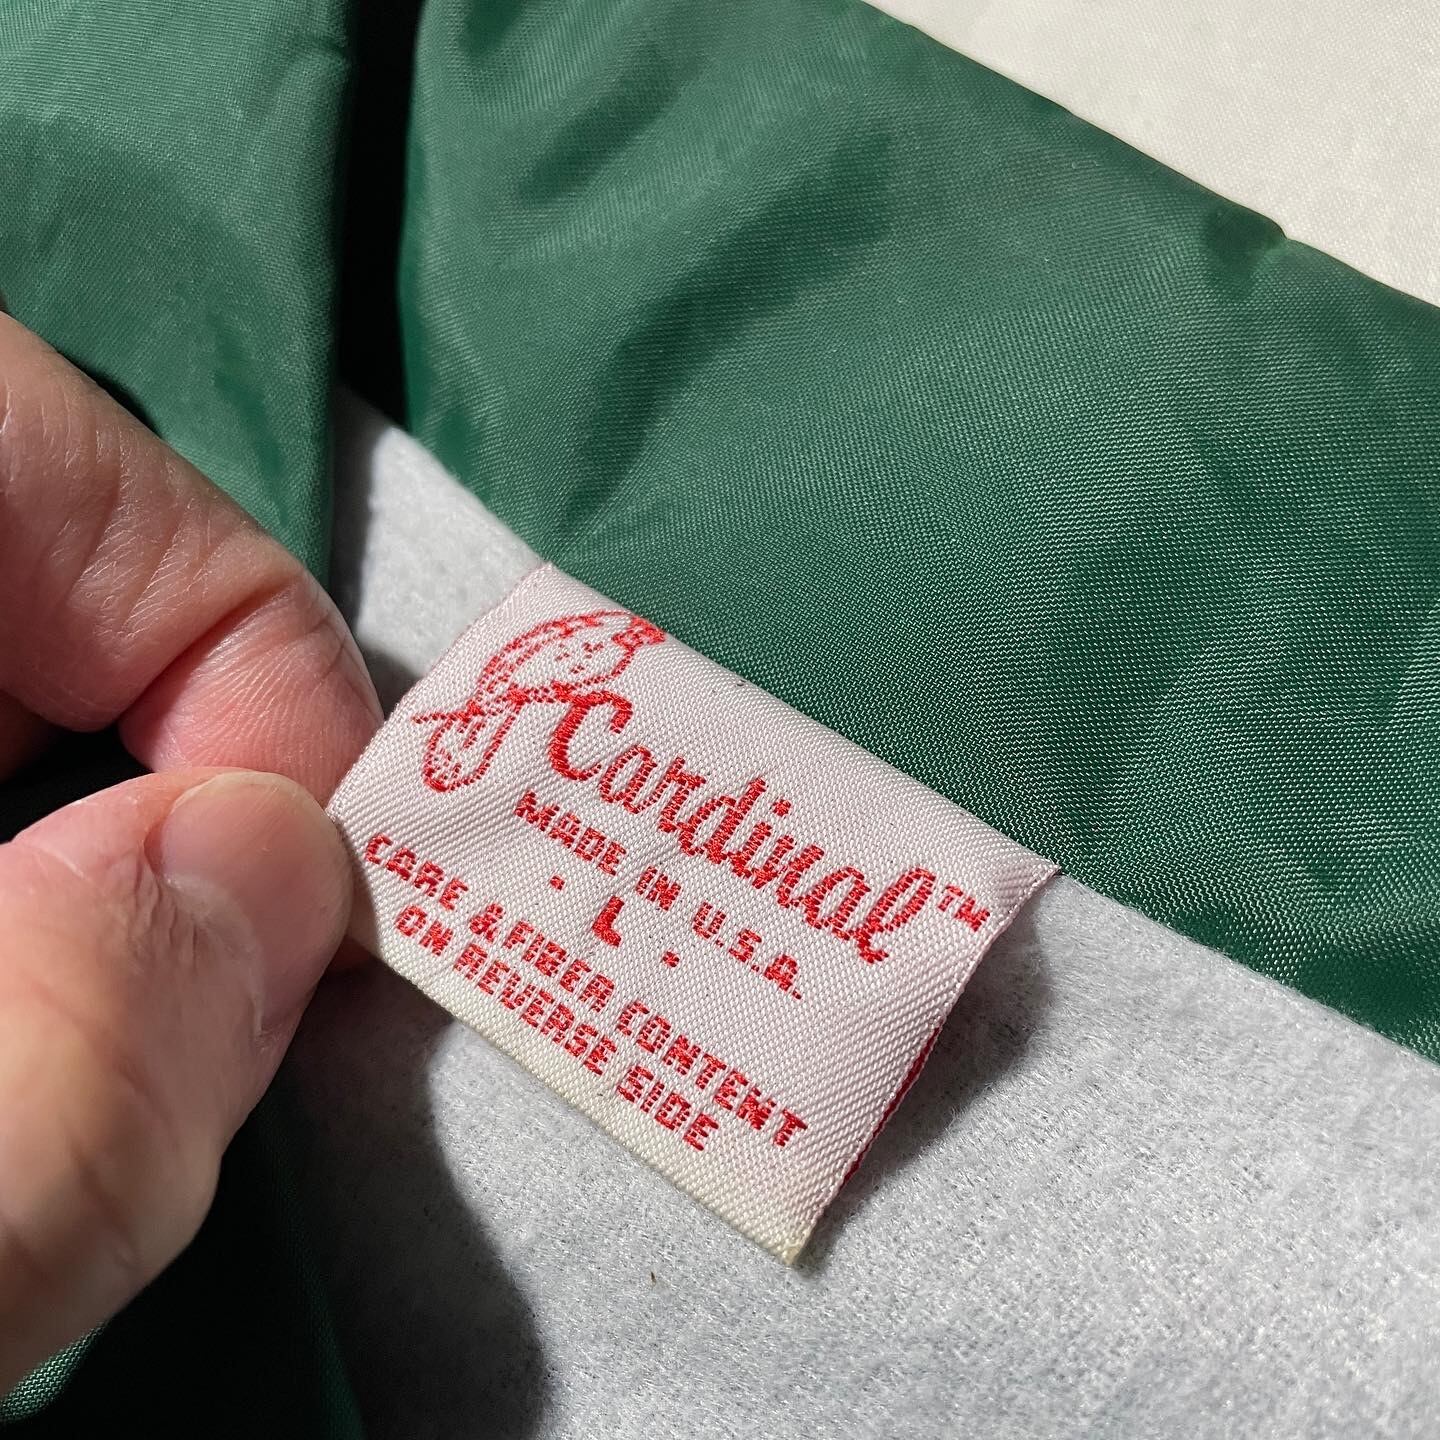 Cardinal™
MADE IN U.S.A.
· L ·
CARE & FIBER CONTENT
ON REVERSE SIDE